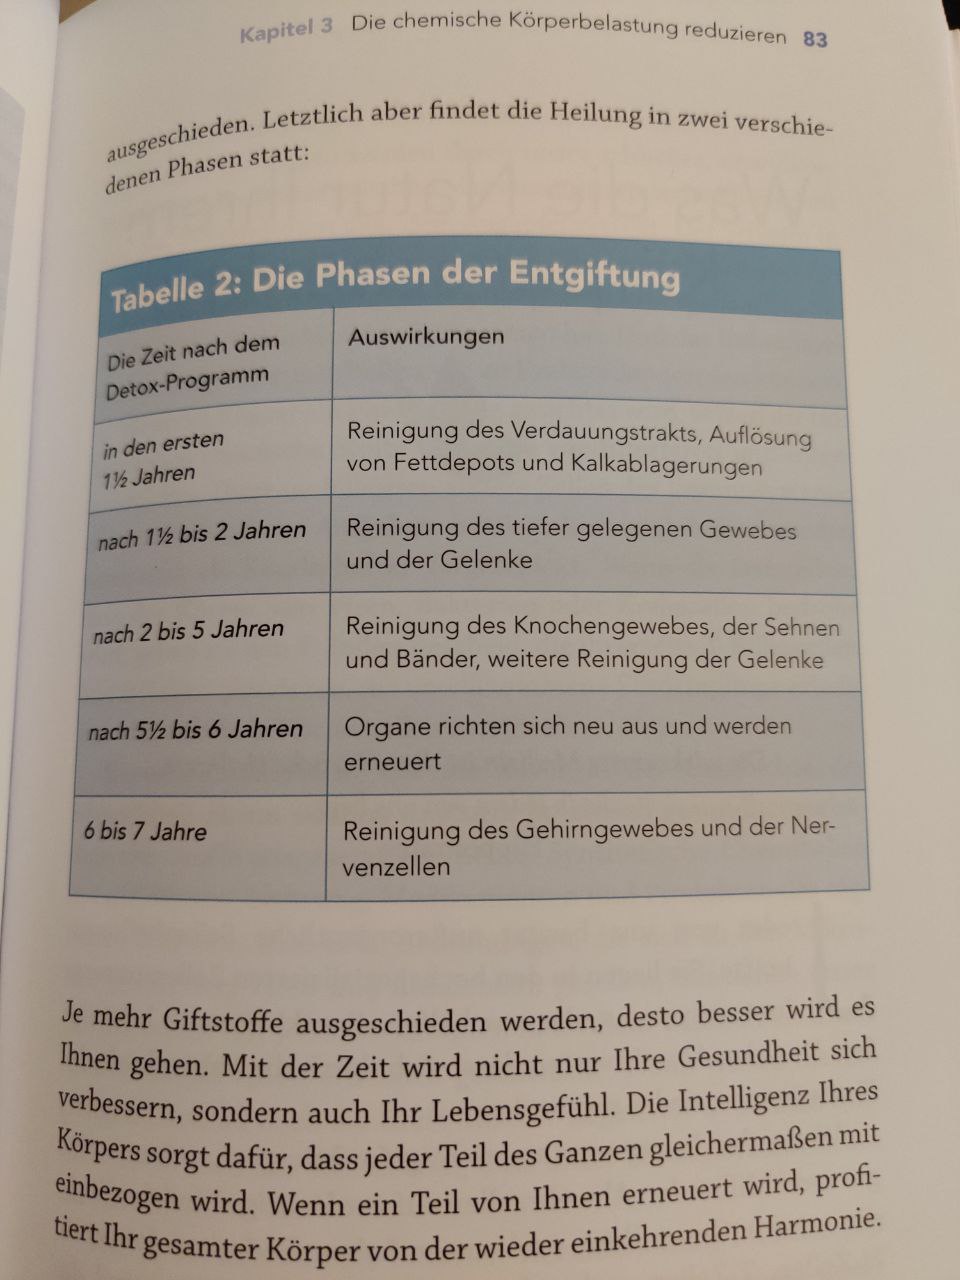 Kapitel 3 Die chemische Körperbelastung reduzieren 83
ausgeschieden. Letztlich aber findet die Heilung in zwei verschie-
denen Phasen statt:
Tabelle 2: Die Phasen der Entgiftung
Die Zeit nach dem
Detox-Programm
Auswirkungen
in den ersten
1½ Jahren
Reinigung des Verdauungstrakts, Auflösung
von Fettdepots und Kalkablagerungen
nach 1½ bis 2 Jahren
Reinigung des tiefer gelegenen Gewebes
und der Gelenke
nach 2 bis 5 Jahren
Reinigung des Knochengewebes, der Sehnen
und Bänder, weitere Reinigung der Gelenke
nach 5½ bis 6 Jahren
Organe richten sich neu aus und werden
erneuert
6 bis 7 Jahre
Reinigung des Gehirngewebes und der Ner-
venzellen
Je mehr Giftstoffe ausgeschieden werden, desto besser wird es
Ihnen gehen. Mit der Zeit wird nicht nur Ihre Gesundheit sich
verbessern, sondern auch Ihr Lebensgefühl. Die Intelligenz Ihres
Körpers sorgt dafür, dass jeder Teil des Ganzen gleichermaßen mit
einbezogen wird. Wenn ein Teil von Ihnen erneuert wird, profi-
tiert Ihr gesamter Körper von der wieder einkehrenden Harmonie.